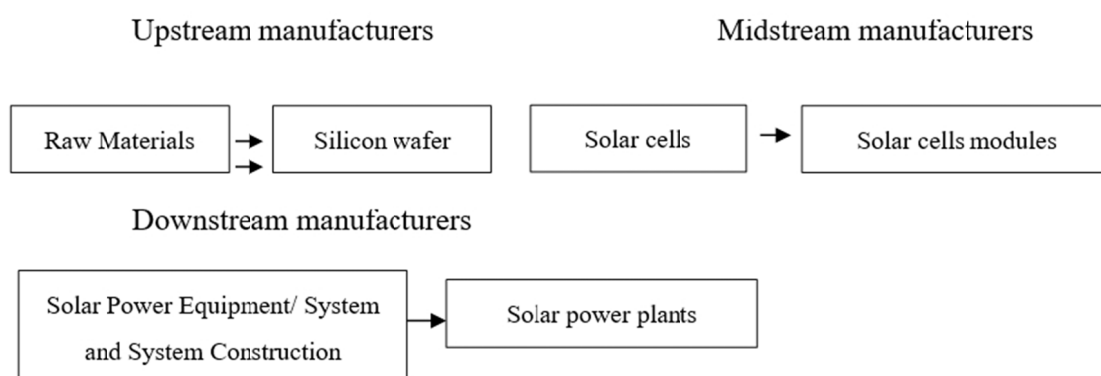 Upstream manufacturers
Midstream manufacturers
Raw Materials
Silicon wafer
Solar cells
Solar cells modules
Downstream manufacturers
Solar Power Equipment/ System
and System Construction
Solar power plants